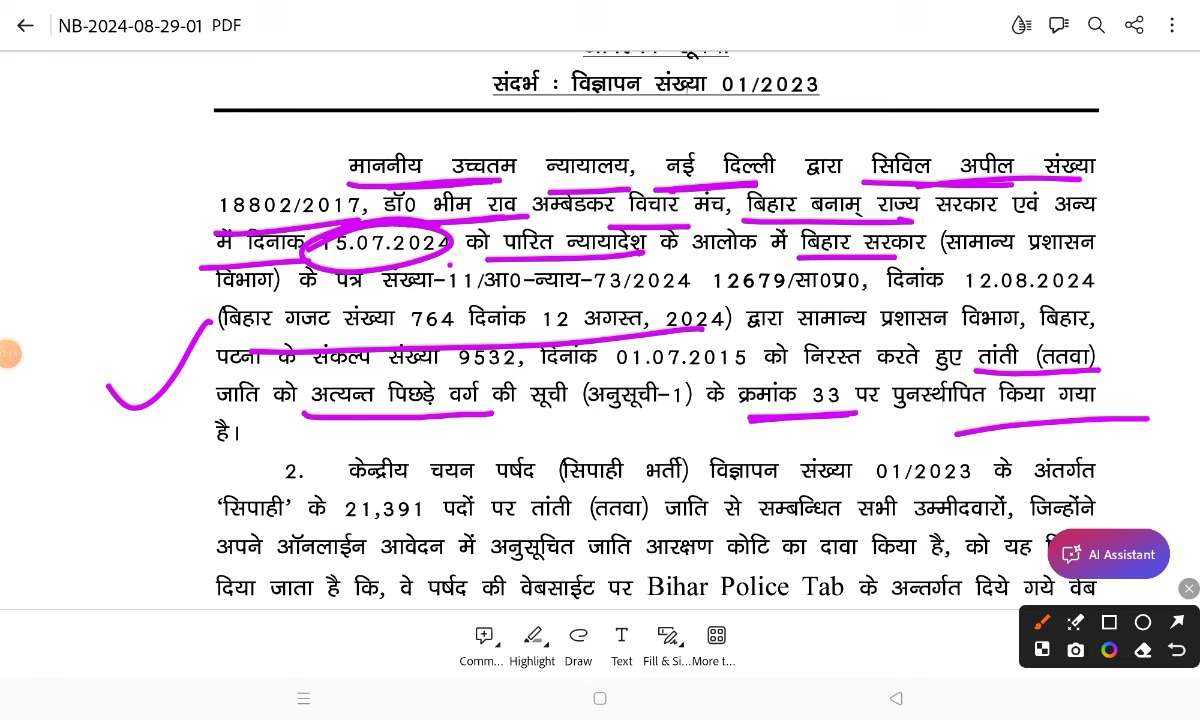 NB-2024-08-29-01 PDF
संदर्भ : विज्ञापन संख्या 01/2023
माननीय उच्चतम न्यायालय, नई दिल्ली द्वारा सिविल अपील संख्या
18802/2017, डॉ0 भीम राव अम्बेडकर विचार मंच, बिहार बनाम् राज्य सरकार एवं अन्य
में दिनांक 15.07.2024 को पारित न्यायादेश के आलोक में बिहार सरकार (सामान्य प्रशासन
विभाग) के पत्र संख्या-11/आ0-न्याय-73/2024 12679/सा0प्र0, दिनांक 12.08.2024
(बिहार गजट संख्या 764 दिनांक 12 अगस्त, 2024) द्वारा सामान्य प्रशासन विभाग, बिहार,
पटना के संकल्प संख्या 9532, दिनांक 01.07.2015 को निरस्त करते हुए तांती (ततवा)
जाति को अत्यन्त पिछड़े वर्ग की सूची (अनुसूची-1) के क्रमांक 33 पर पुनर्स्थापित किया गया
है।
2. केन्द्रीय चयन पर्षद (सिपाही भर्ती) विज्ञापन संख्या 01/2023 के अंतर्गत
‘सिपाही’ के 21,391 पदों पर तांती (ततवा) जाति से सम्बन्धित सभी उम्मीदवारों, जिन्होंने
अपने ऑनलाईन आवेदन में अनुसूचित जाति आरक्षण कोटि का दावा किया है, को यह
दिया जाता है कि, वे पर्षद की वेबसाईट पर Bihar Police Tab के अन्तर्गत दिये गये वेब
AI Assistant
Comm... Highlight Draw Text Fill & Si... More t...